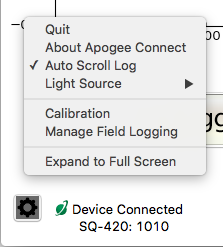 Quit
About Apogee Connect
✓ Auto Scroll Log
Light Source ▶
Calibration
Manage Field Logging
Expand to Full Screen
Device Connected
SQ-420: 1010